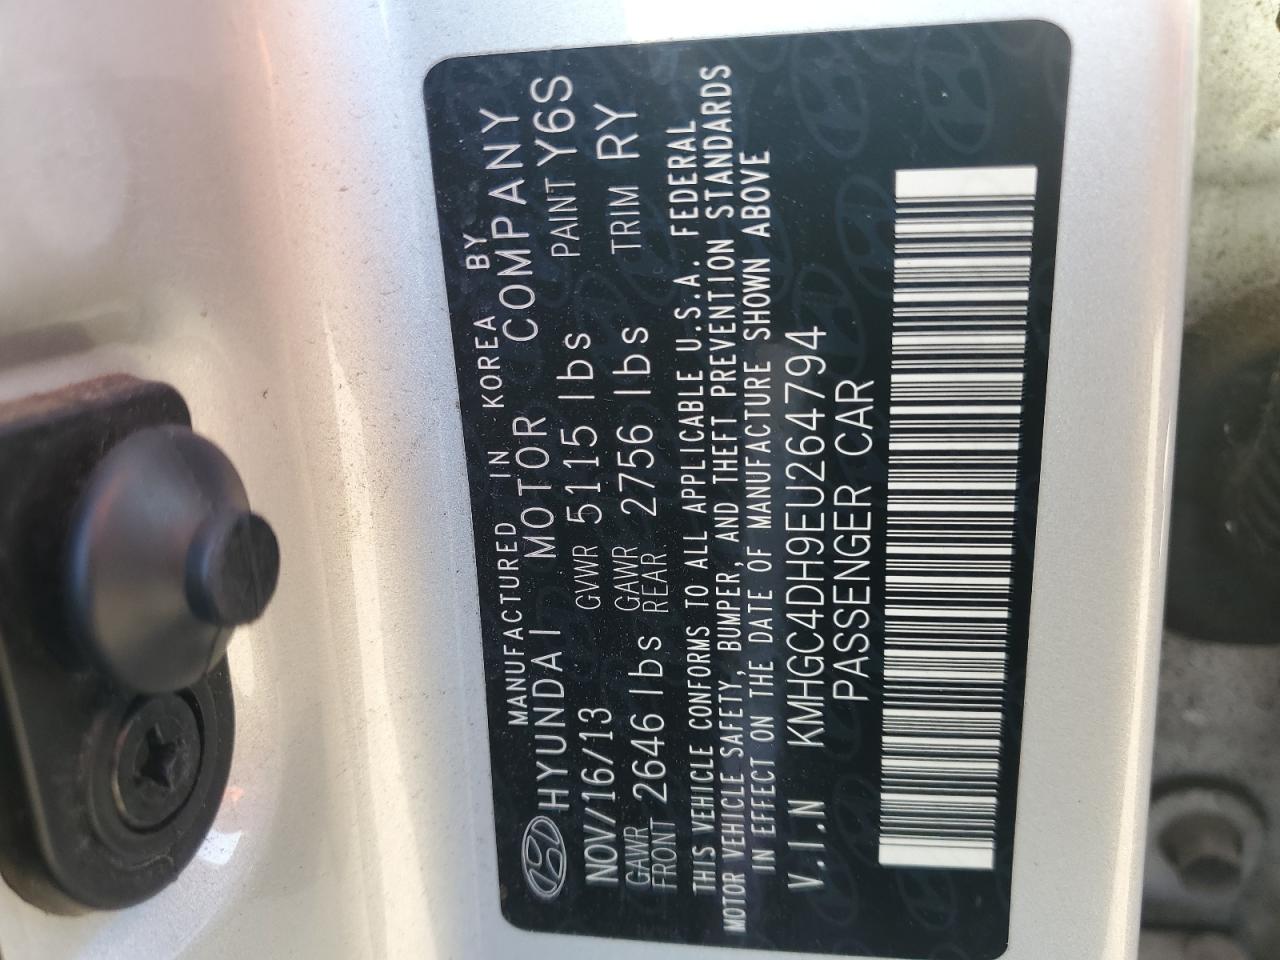 MANUFACTURED IN KOREA BY
HYUNDAI MOTOR COMPANY
NOV/16/13 GVWR 5115 lbs PAINT Y6S
GAWR FRONT 2646 lbs GAWR REAR 2756 lbs TRIM RY
THIS VEHICLE CONFORMS TO ALL APPLICABLE U.S.A. FEDERAL
MOTOR VEHICLE SAFETY, BUMPER, AND THEFT PREVENTION STANDARDS
IN EFFECT ON THE DATE OF MANUFACTURE SHOWN ABOVE
V.I.N KMHGC4DH9EU264794
PASSENGER CAR